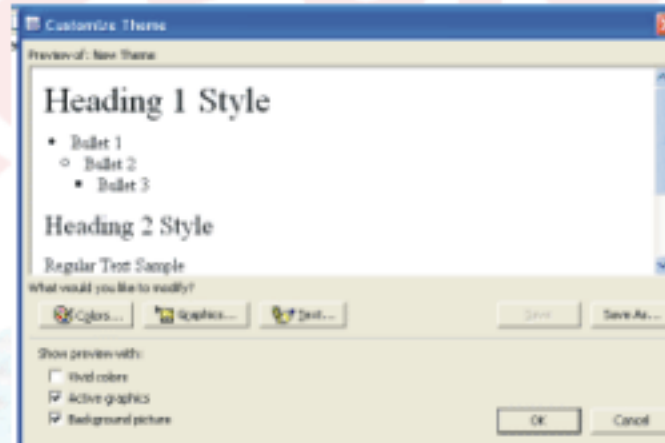 Customize Theme
Preview of: New Theme
Heading 1 Style
• Bullet 1
○ Bullet 2
▪ Bullet 3
Heading 2 Style
Regular Text Sample
What would you like to modify?
Colors... Graphics... Text... Save Save As...
Show preview with:
Vivid colors
Active graphics
Background picture
OK Cancel